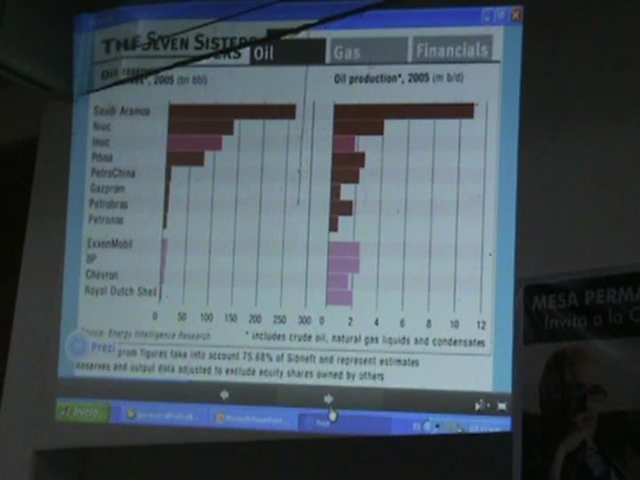 THE SEVEN SISTERS
Oil
Gas
Financials
Oil
, 2005 (bn bbl)
Oil production*, 2005 (m b/d)
Saudi Aramco
Nioc
Inoc
Pdvsa
PetroChina
Gazprom
Petrobras
Petronas
ExxonMobil
BP
Chevron
Royal Dutch Shell
0 50 100 150 200 250 300
0 2 4 6 8 10 12
Energy Intelligence Research
* includes crude oil, natural gas liquids and condensates
Prezi
prom figures take into account 75.68% of Sibneft and represent estimates
Reserves and output data adjusted to exclude equity shares owned by others
Inicio
MESA PERMA
Invito a la C